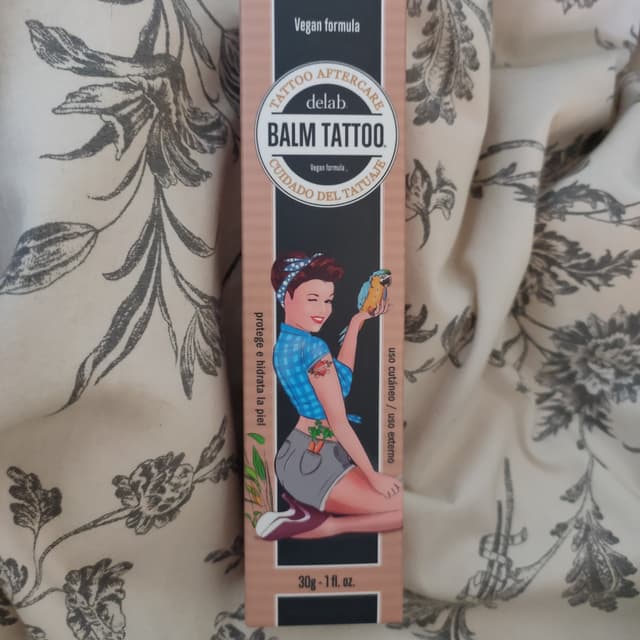 Vegan formula
TATTOO AFTERCARE
delab
BALM TATTOO
Vegan formula
CUIDADO DEL TATUAJE
protege e hidrata la piel
uso cutáneo / uso externo
30g - 1 fl. oz.